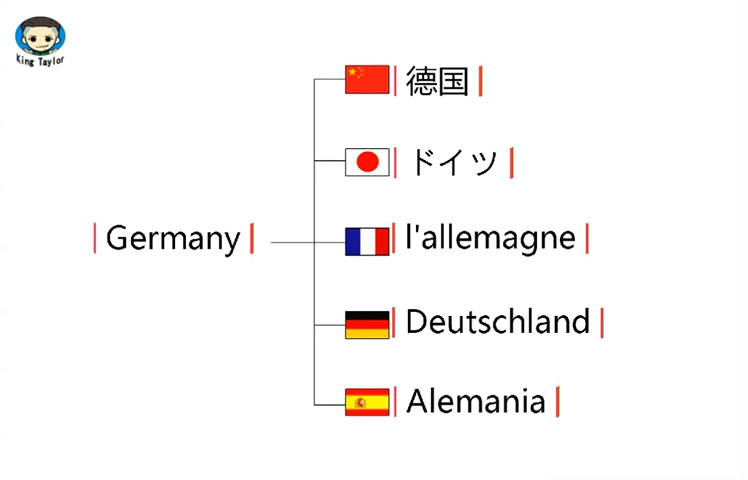 King Taylor
Germany
德国
ドイツ
l'allemagne
Deutschland
Alemania